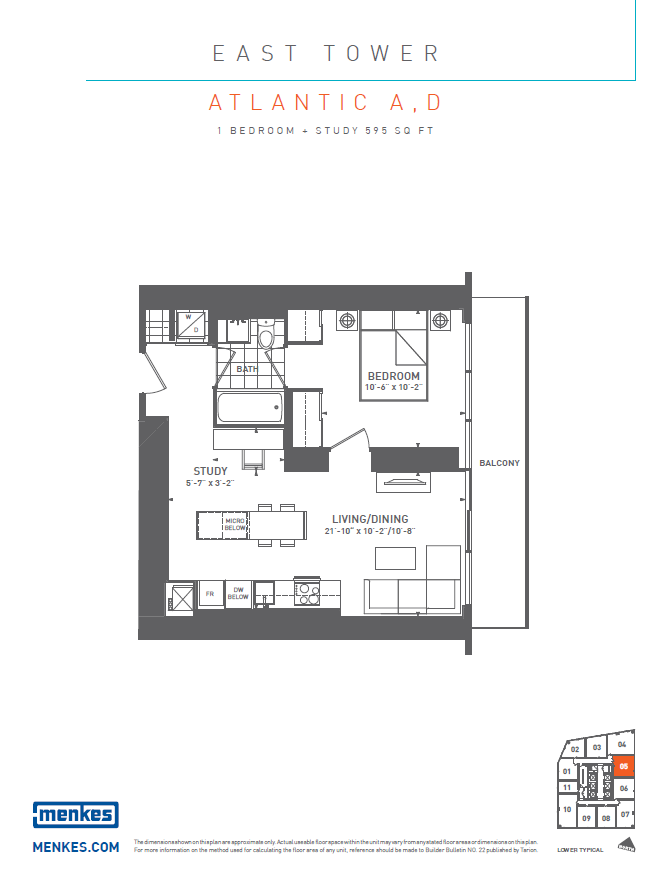 EAST TOWER
ATLANTIC A,D
1 BEDROOM + STUDY 595 SQ FT
W
D
BATH
BEDROOM
10'-6" x 10'-2"
BALCONY
STUDY
5'-7" x 3'-2"
MICRO
BELOW
LIVING/DINING
21'-10" x 10'-2"/10'-8"
FR
DW
BELOW
02
03
04
01
05
11
06
10
09
08
07
menkes
MENKES.COM
The dimensions shown on this plan are approximate only. Actual useable floor space within the unit may vary from any stated floor areas or dimensions on this plan.
For more information on the method used for calculating the floor area of any unit, reference should be made to Builder Bulletin NO. 22 published by Tarion.
LOWER TYPICAL
NORTH